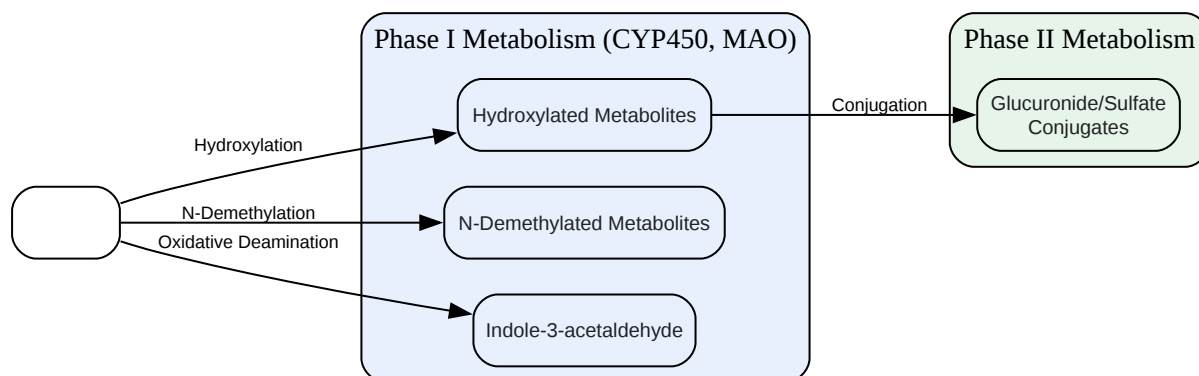 Phase I Metabolism (CYP450, MAO)
Phase II Metabolism
Hydroxylated Metabolites
Conjugation
Glucuronide/Sulfate
Conjugates
Hydroxylation
N-Demethylation
N-Demethylated Metabolites
Oxidative Deamination
Indole-3-acetaldehyde